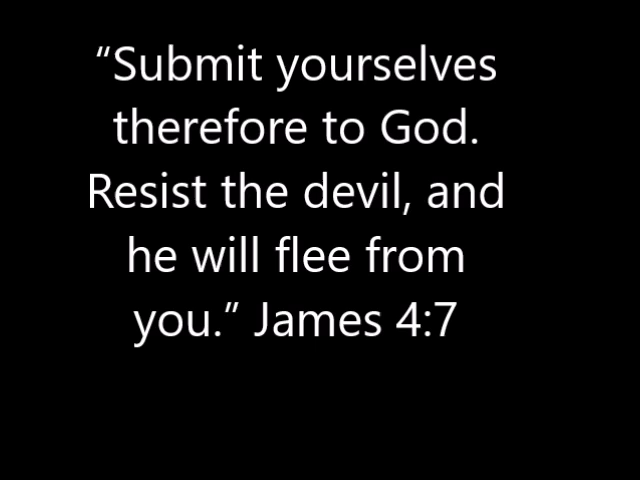 “Submit yourselves
therefore to God.
Resist the devil, and
he will flee from
you.” James 4:7